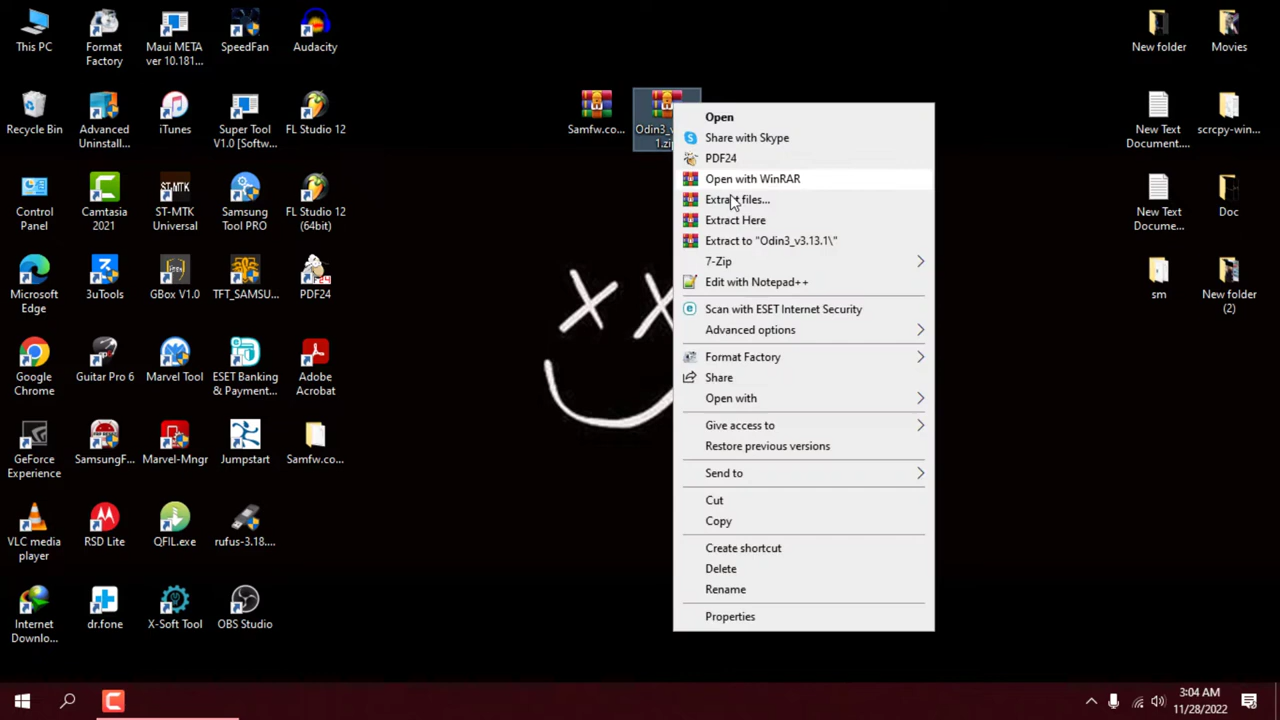 This PC
Format
Factory
Maui META
ver 10.181...
SpeedFan
Audacity
Recycle Bin
Advanced
Uninstall...
iTunes
Super Tool
V1.0 [Softw...
FL Studio 12
Control
Panel
Camtasia
2021
ST-MTK
Universal
Samsung
Tool PRO
FL Studio 12
(64bit)
Microsoft
Edge
3uTools
GBox V1.0
TFT_SAMSU...
PDF24
Google
Chrome
Guitar Pro 6
Marvel Tool
ESET Banking
& Payment...
Adobe
Acrobat
GeForce
Experience
SamsungF...
Marvel-Mngr
Jumpstart
Samfw.co...
VLC media
player
RSD Lite
QFIL.exe
rufus-3.18....
Internet
Downlo...
dr.fone
X-Soft Tool
OBS Studio
Samfw.co...
Odin3_v
1.zip
Open
Share with Skype
PDF24
Open with WinRAR
Extract files...
Extract Here
Extract to "Odin3_v3.13.1\"
7-Zip
Edit with Notepad++
Scan with ESET Internet Security
Advanced options
Format Factory
Share
Open with
Give access to
Restore previous versions
Send to
Cut
Copy
Create shortcut
Delete
Rename
Properties
New folder
Movies
New Text
Document....
scrcpy-win...
New Text
Docume...
Doc
sm
New folder
(2)
3:04 AM
11/28/2022